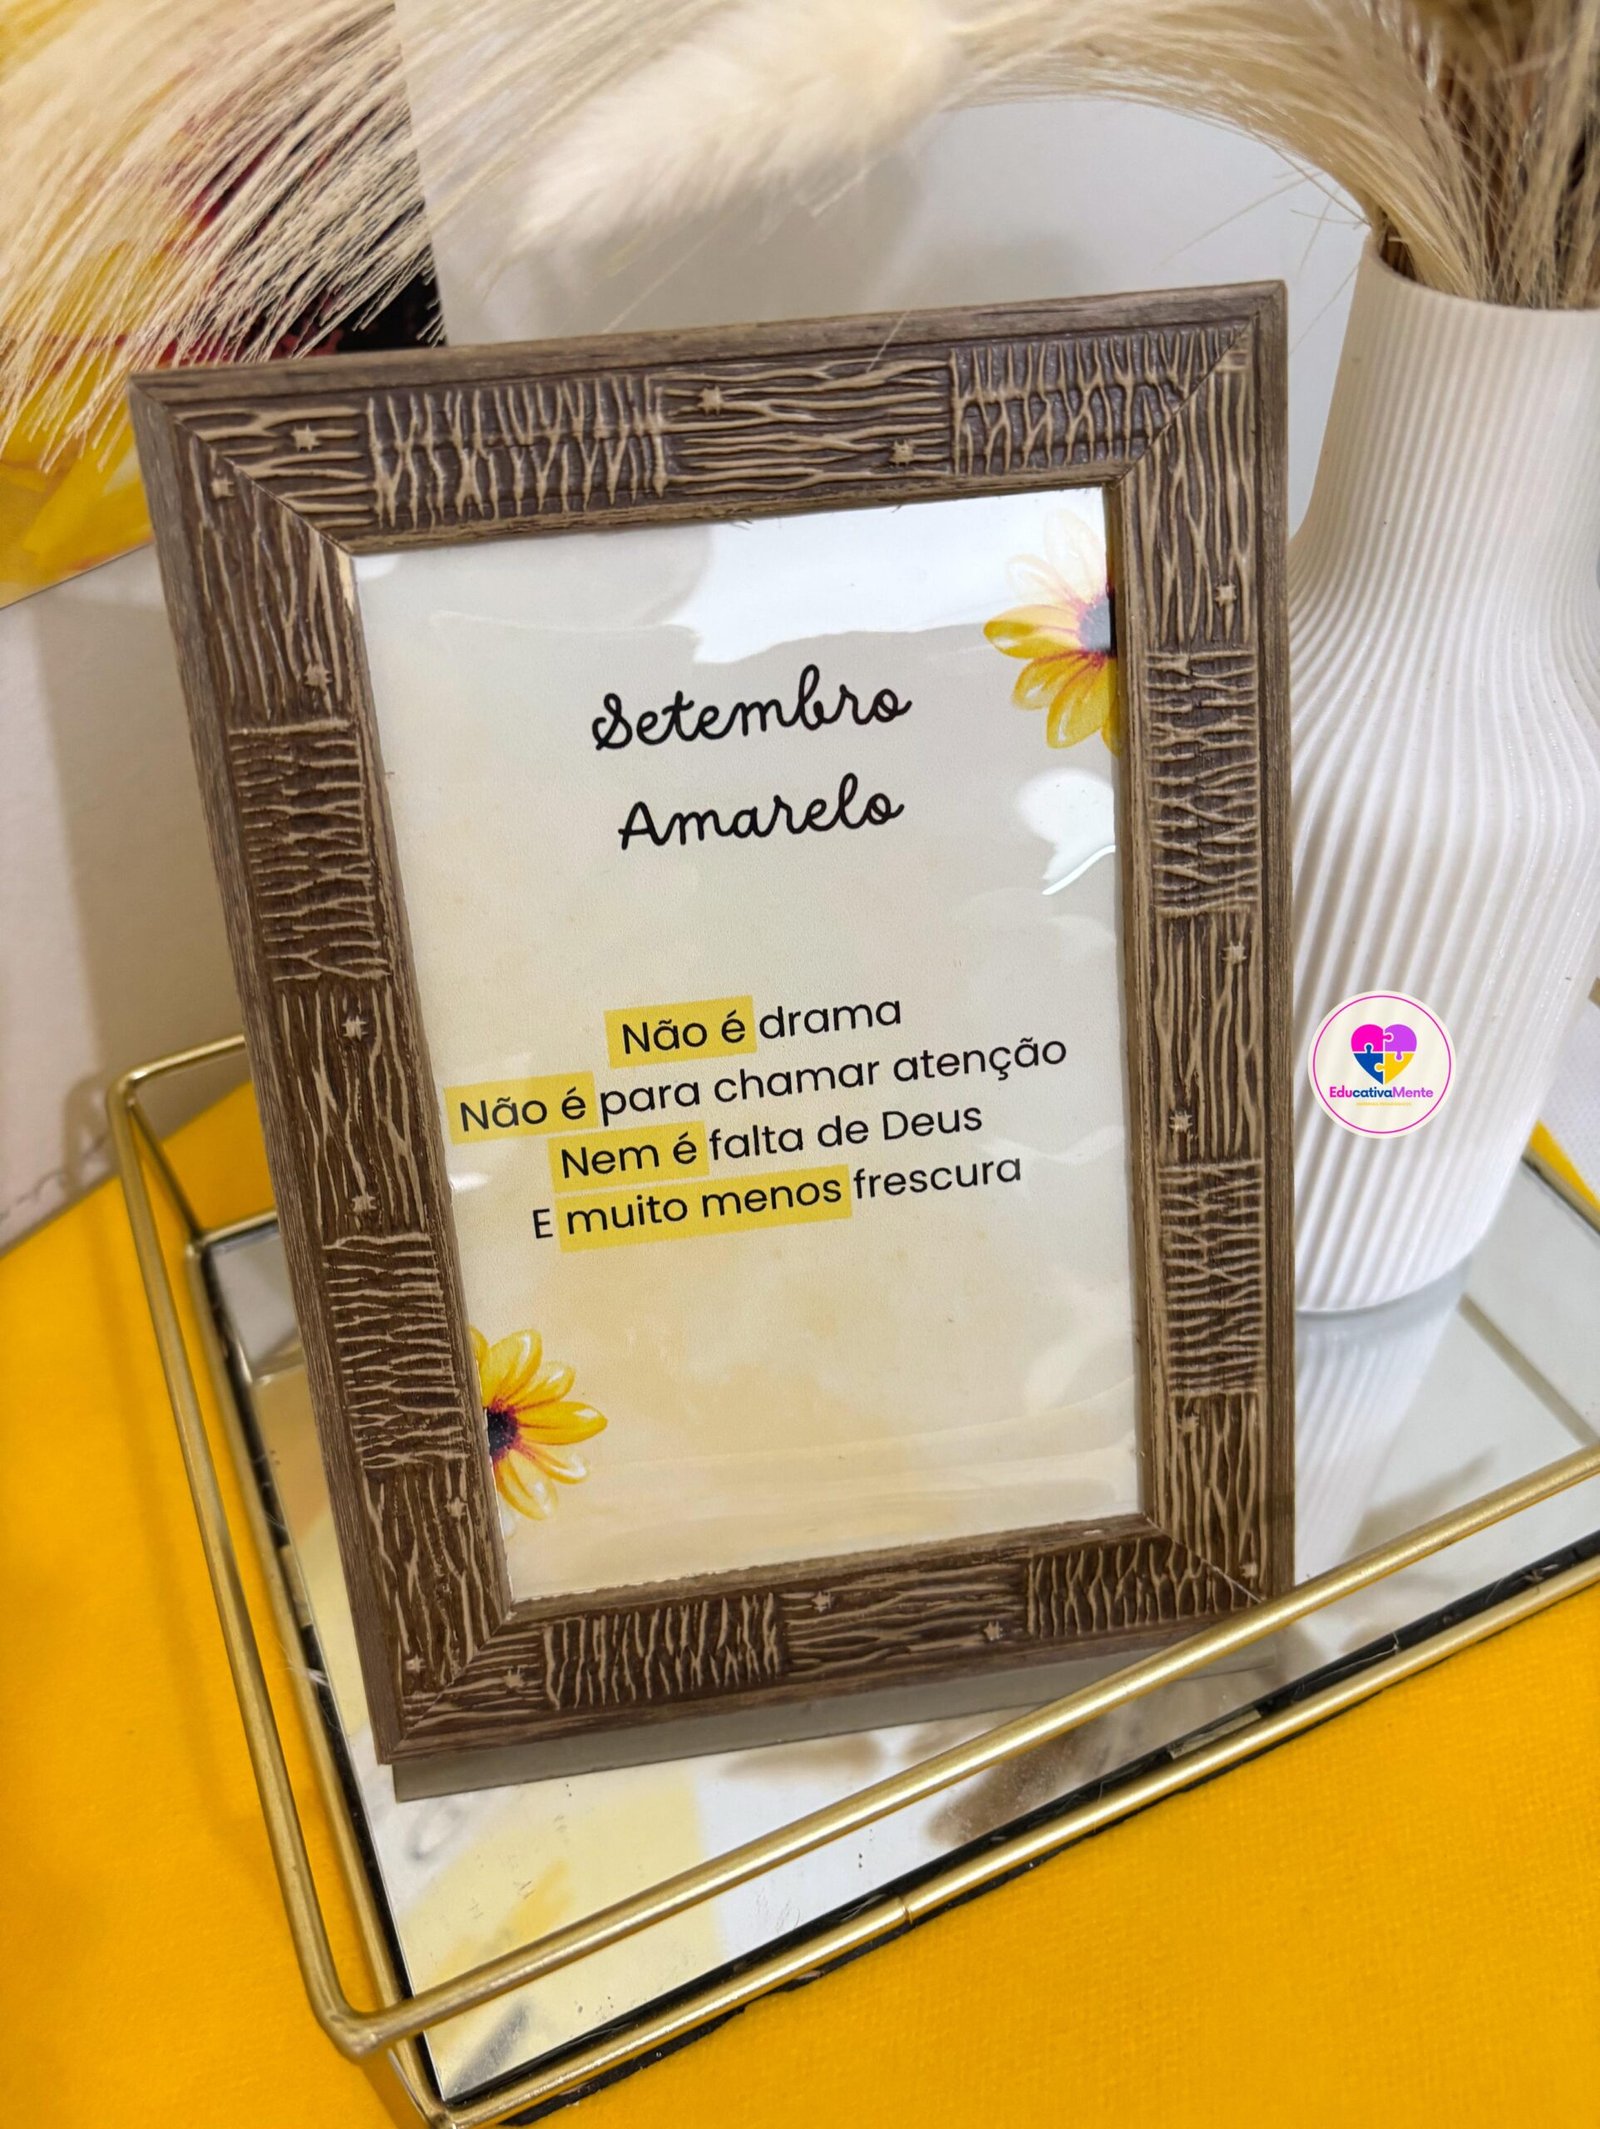 Setembro
Amarelo
Não é drama
Não é para chamar atenção
Nem é falta de Deus
E muito menos frescura
EducativaMente